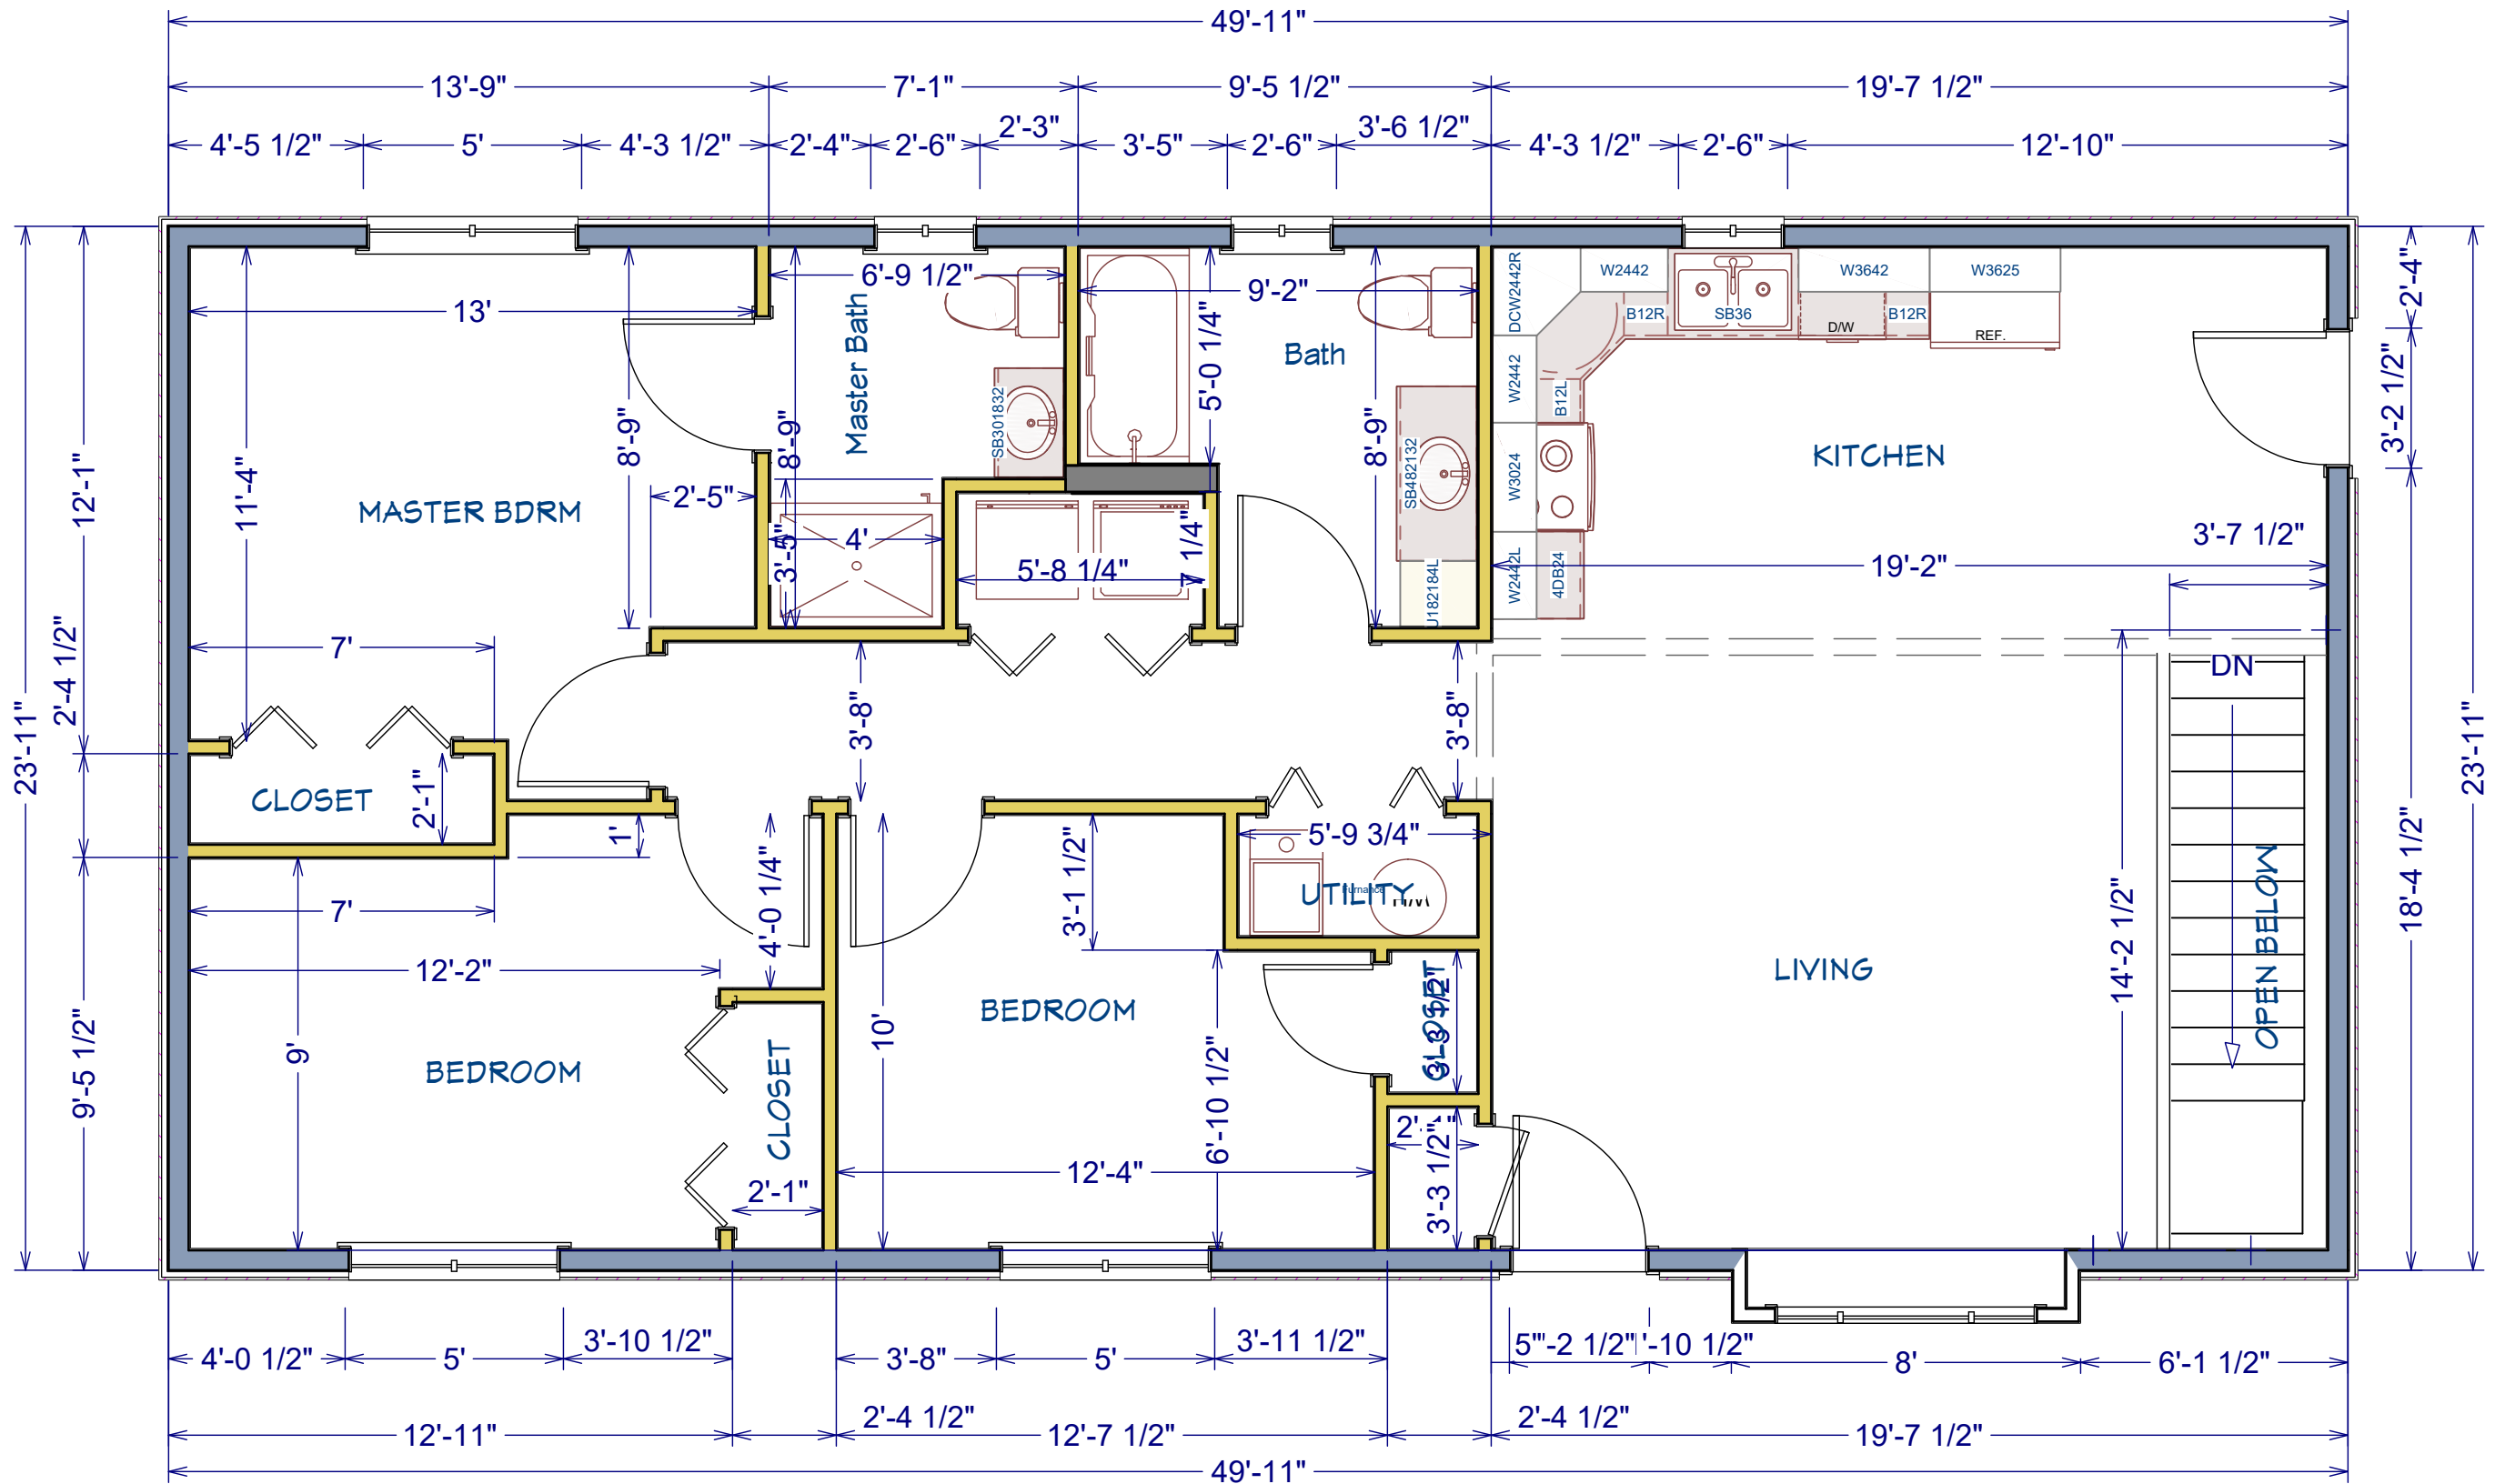 49'-11"
13'-9"
7'-1"
9'-5 1/2"
19'-7 1/2"
4'-5 1/2"
5'
4'-3 1/2"
2'-4"
2'-6"
2'-3"
3'-5"
2'-6"
3'-6 1/2"
4'-3 1/2"
2'-6"
12'-10"
23'-11"
12'-1"
2'-4 1/2"
9'-5 1/2"
13'
11'-4"
8'-9"
2'-5"
MASTER BDRM
7'
CLOSET
2'-1"
1'
6'-9 1/2"
Master Bath
8'-9"
SB301832
3'-5"
4'
5'-8 1/4"
7 1/4"
9'-2"
5'-0 1/4"
Bath
8'-9"
SB482132
U182184L
DCW2442R
W2442
W3642
W3625
B12R
SB36
D/W
B12R
REF.
W2442
B12L
W3024
W2442L
4DB24
KITCHEN
19'-2"
3'-7 1/2"
2'-4"
3'-2 1/2"
18'-4 1/2"
23'-11"
3'-8"
3'-8"
DN
OPEN BELOW
14'-2 1/2"
LIVING
7'
12'-2"
9'
4'-0 1/4"
BEDROOM
CLOSET
2'-1"
10'
3'-1 1/2"
BEDROOM
12'-4"
6'-10 1/2"
5'-9 3/4"
UTILITY
Furnance
CLOSET
3'-3 1/2"
3'-3 1/2"
4'-0 1/2"
5'
3'-10 1/2"
3'-8"
5'
3'-11 1/2"
'-2 1/2"
'-10 1/2"
8'
6'-1 1/2"
12'-11"
2'-4 1/2"
12'-7 1/2"
2'-4 1/2"
19'-7 1/2"
49'-11"